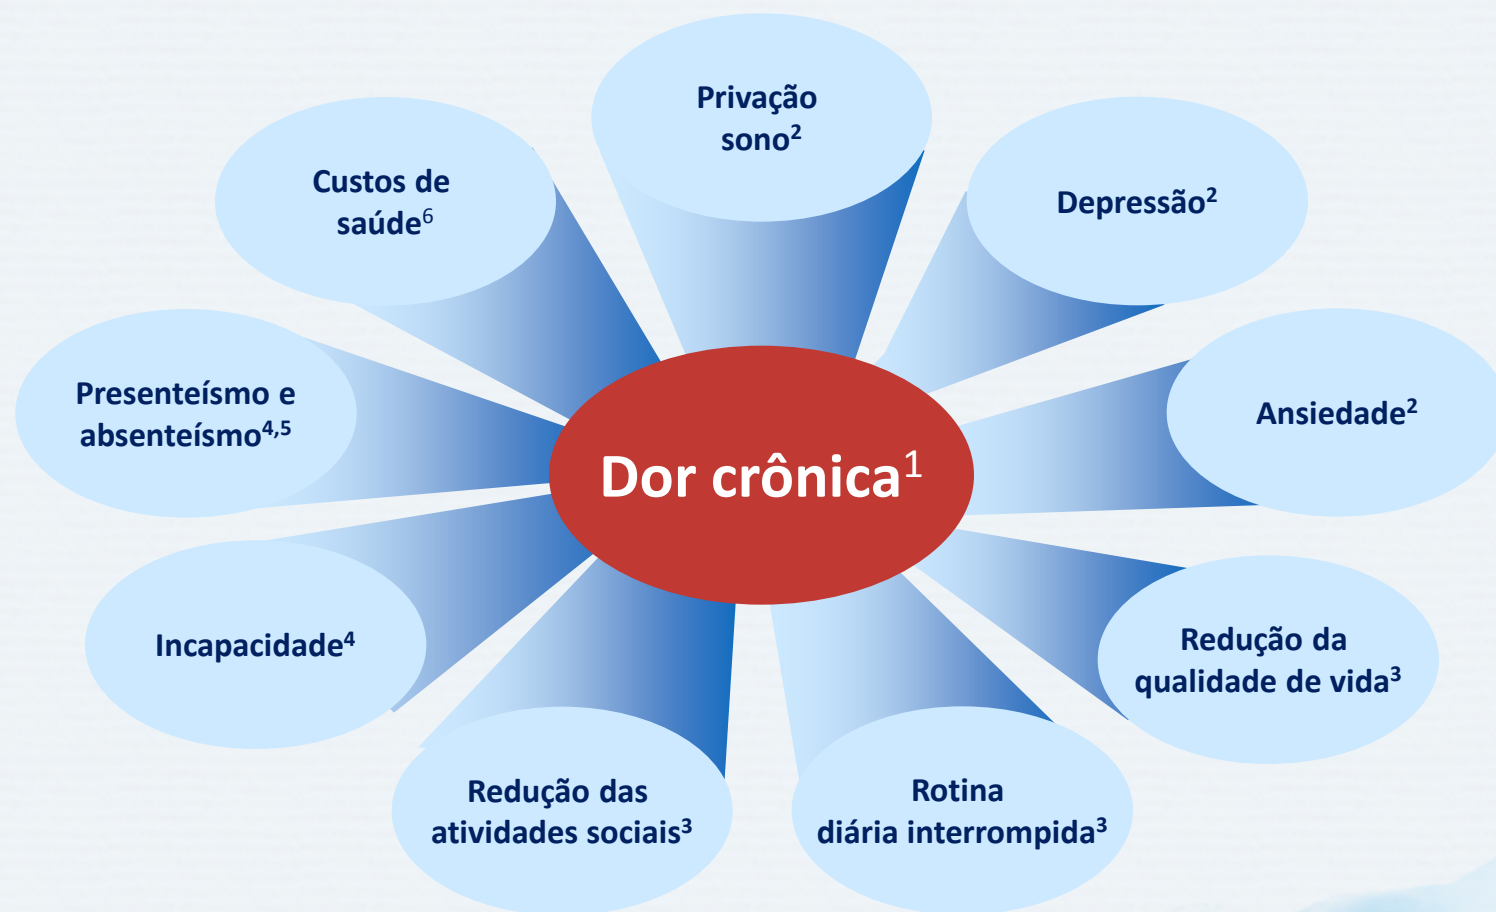 Privação
sono²
Custos de
saúde⁶
Depressão²
Presenteísmo e
absenteísmo⁴,⁵
Ansiedade²
Dor crônica¹
Incapacidade⁴
Redução da
qualidade de vida³
Redução das
atividades sociais³
Rotina
diária interrompida³